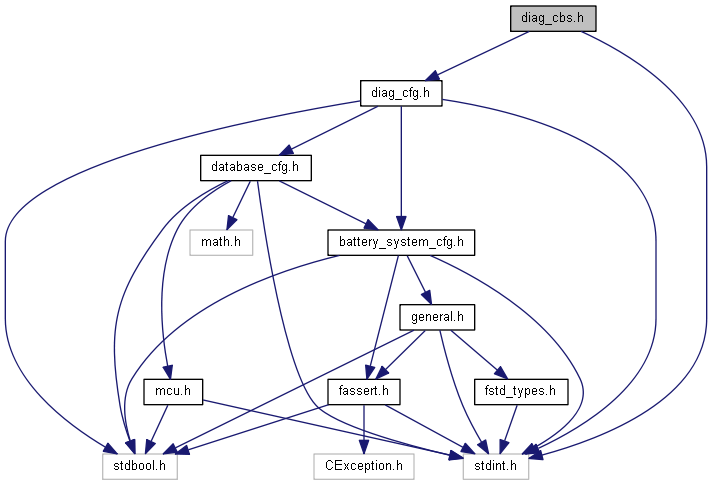 diag_cbs.h
diag_cfg.h
database_cfg.h
math.h
battery_system_cfg.h
general.h
mcu.h
fassert.h
fstd_types.h
stdbool.h
CException.h
stdint.h